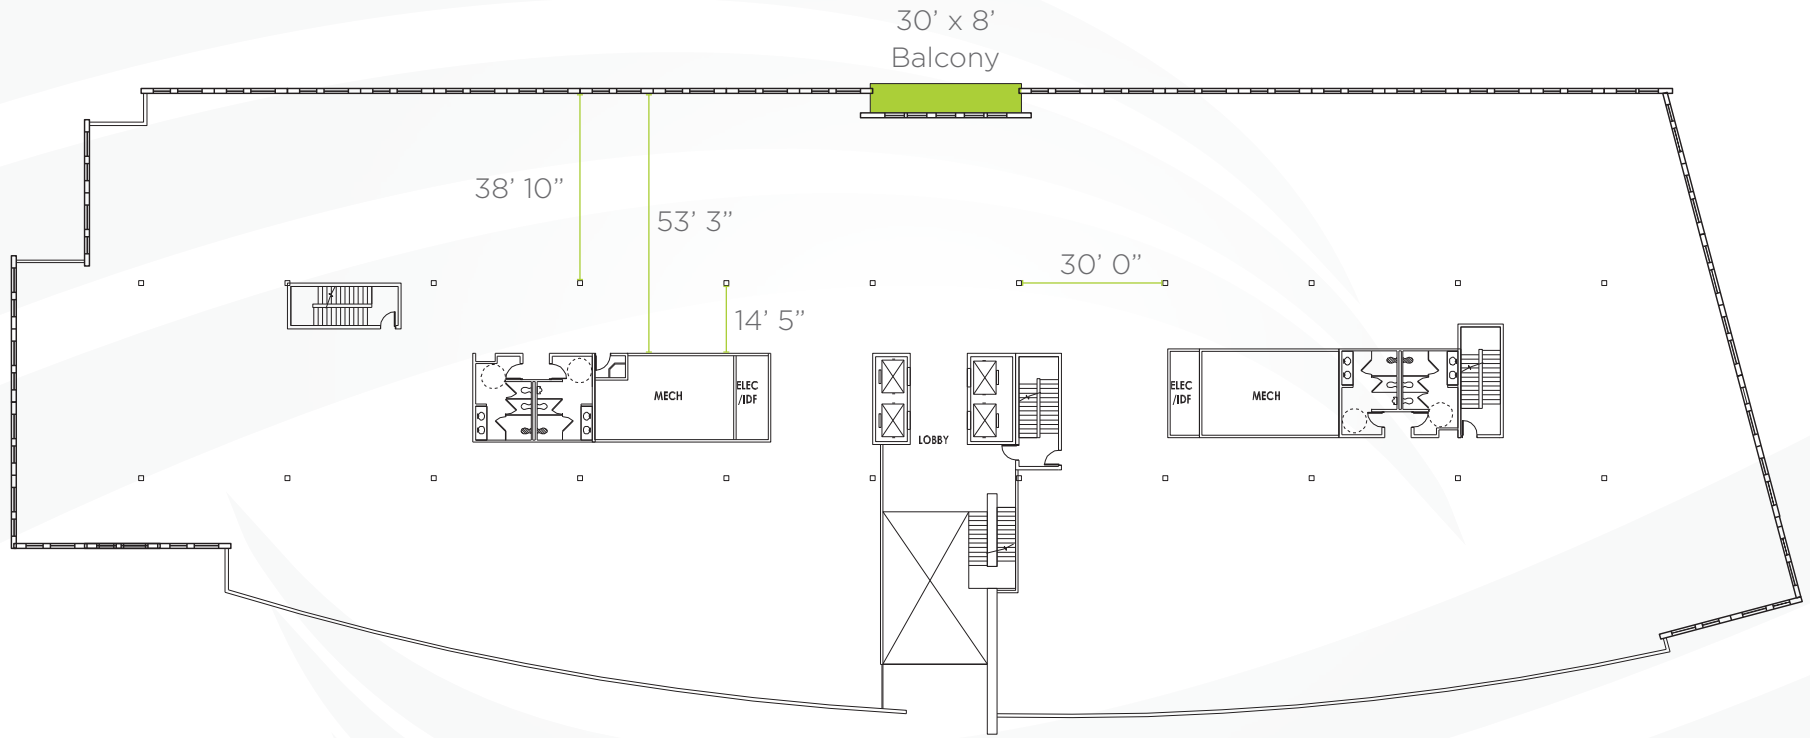 30’ x 8’
Balcony
38’ 10”
53’ 3”
30’ 0”
14’ 5”
MECH
ELEC
/IDF
LOBBY
ELEC
/IDF
MECH